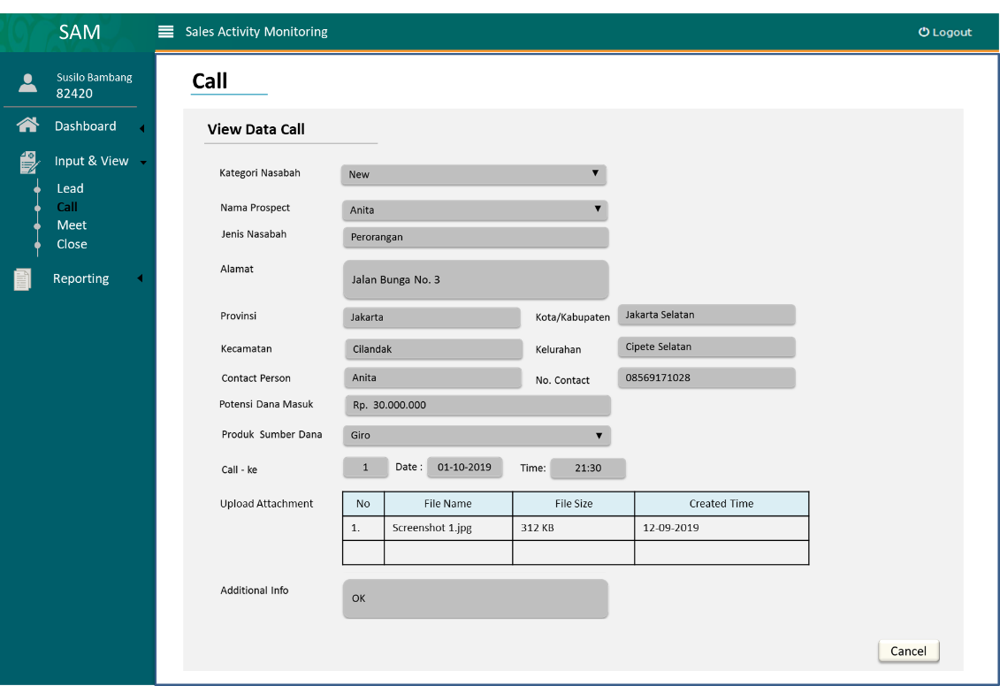 SAM
Sales Activity Monitoring
Logout
Susilo Bambang
82420
Dashboard
Input & View
Lead
Call
Meet
Close
Reporting
Call
View Data Call
Kategori Nasabah New
Nama Prospect Anita
Jenis Nasabah Perorangan
Alamat Jalan Bunga No. 3
Provinsi Jakarta Kota/Kabupaten Jakarta Selatan
Kecamatan Cilandak Kelurahan Cipete Selatan
Contact Person Anita No. Contact 08569171028
Potensi Dana Masuk Rp. 30.000.000
Produk Sumber Dana Giro
Call - ke 1 Date : 01-10-2019 Time: 21:30
Upload Attachment No File Name File Size Created Time
1. Screenshot 1.jpg 312 KB 12-09-2019
Additional Info OK
Cancel